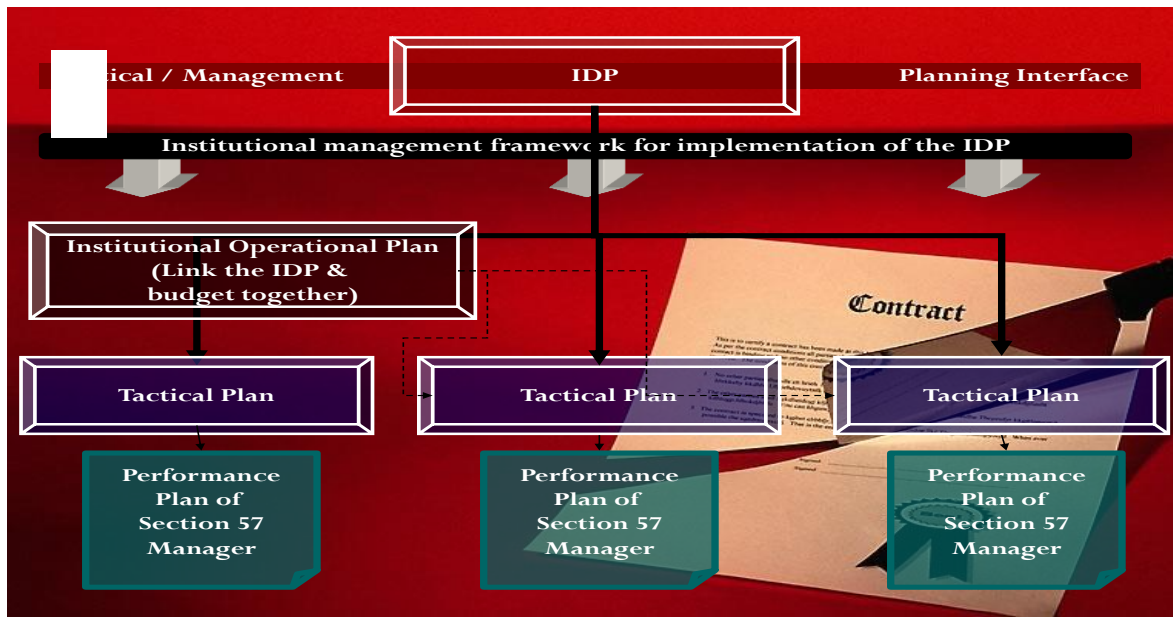 tical / Management IDP Planning Interface
Institutional management framework for implementation of the IDP
Institutional Operational Plan
(Link the IDP &
budget together)
Contract
Tactical Plan
Tactical Plan
Tactical Plan
Performance
Plan of
Section 57
Manager
Performance
Plan of
Section 57
Manager
Performance
Plan of
Section 57
Manager